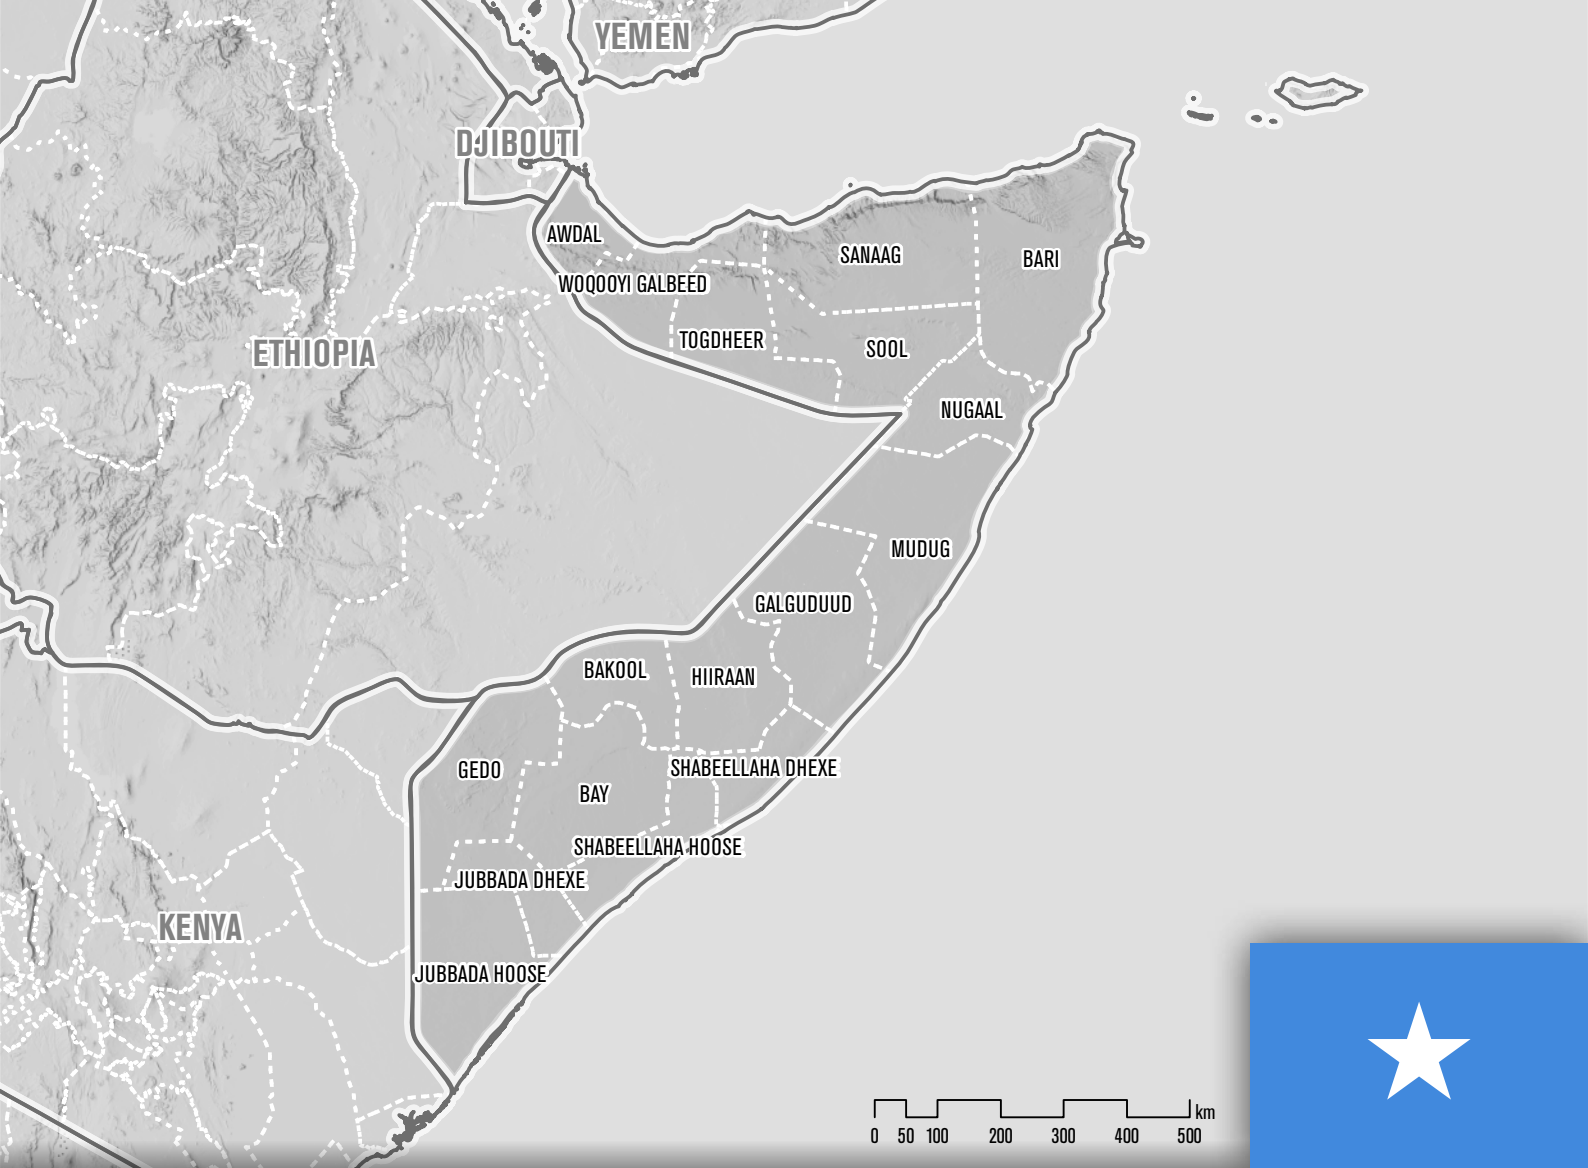 YEMEN
DJIBOUTI
AWDAL
SANAAG
BARI
WOQOOYI GALBEED
TOGDHEER
SOOL
ETHIOPIA
NUGAAL
MUDUG
GALGUDUUD
BAKOOL
HIIRAAN
GEDO
SHABEELLAHA DHEXE
BAY
SHABEELLAHA HOOSE
JUBBADA DHEXE
KENYA
JUBBADA HOOSE
km
0 50 100 200 300 400 500